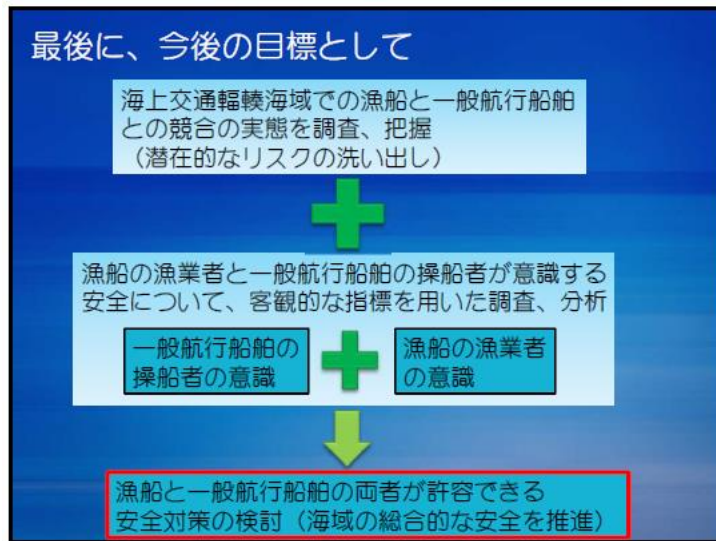 最後に、今後の目標として
海上交通輻輳海域での漁船と一般航行船舶
との競合の実態を調査、把握
（潜在的なリスクの洗い出し）
漁船の漁業者と一般航行船舶の操船者が意識する
安全について、客観的な指標を用いた調査、分析
一般航行船舶の
操船者の意識
漁船の漁業者
の意識
漁船と一般航行船舶の両者が許容できる
安全対策の検討（海域の総合的な安全を推進）